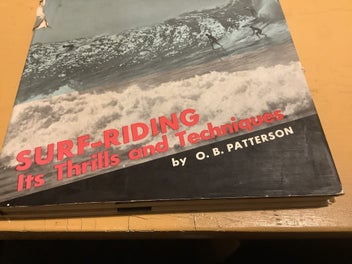 SURF-RIDING
Its Thrills and Techniques
by O. B. PATTERSON